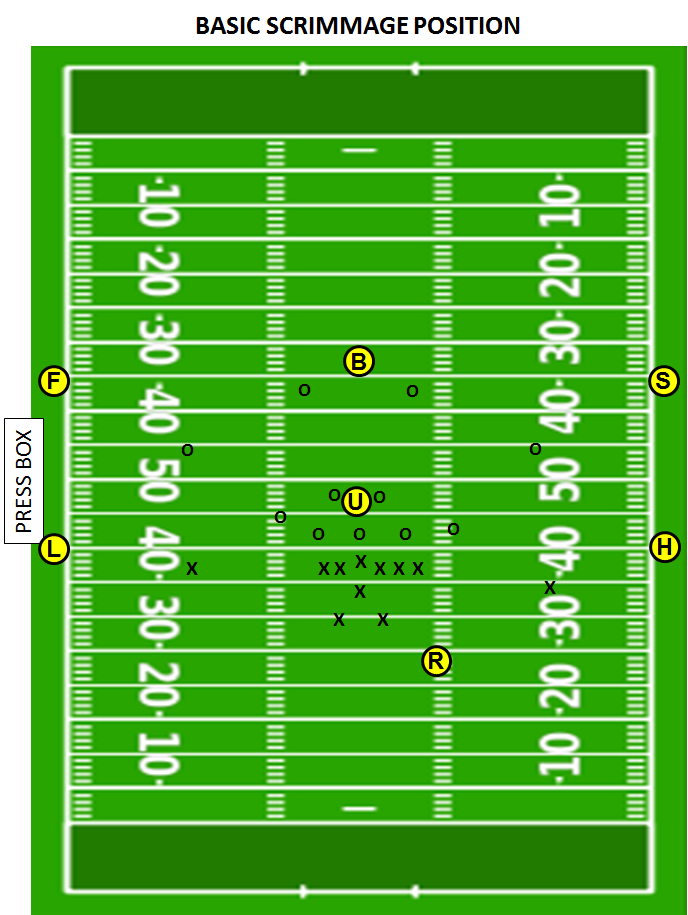 BASIC SCRIMMAGE POSITION
10 10
20 20
30 30
B
F S
O O
40 40
O O
50 50
PRESS BOX
O U O
O
O O O O
L 40 40 H
X
X X X X X X
X X
30 X X 30
R
20 20
10 10